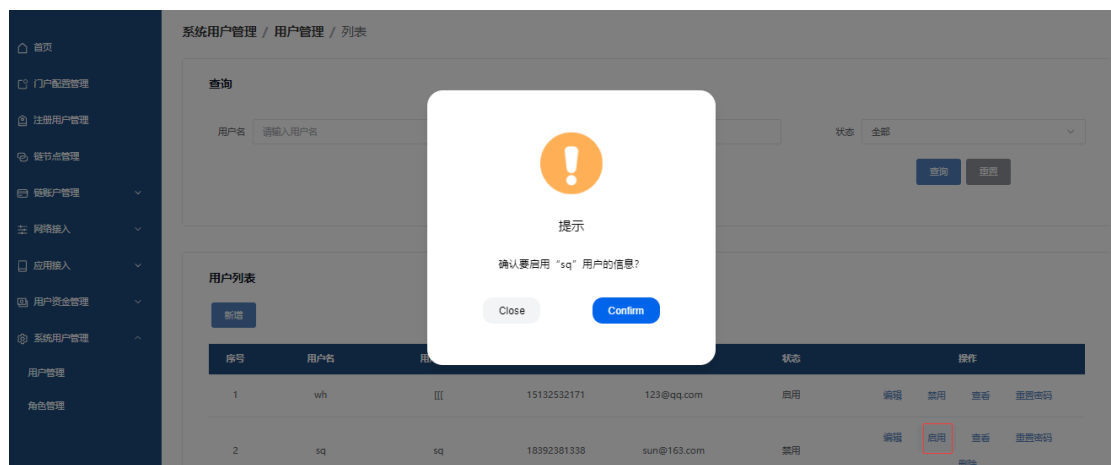 系统用户管理 / 用户管理 / 列表
首页
门户配置管理
注册用户管理
链节点管理
链账户管理
网络接入
应用接入
用户资金管理
系统用户管理
用户管理
角色管理
查询
用户名 请输入用户名
状态 全部
查询 重置
提示
确认要启用“sq”用户的信息?
Close Confirm
用户列表
新增
序号 用户名 用 状态 操作
1 wh [[[ 15132532171 123@qq.com 启用 编辑 禁用 查看 重置密码
2 sq sq 18392381338 sun@163.com 禁用 编辑 启用 查看 重置密码
删除